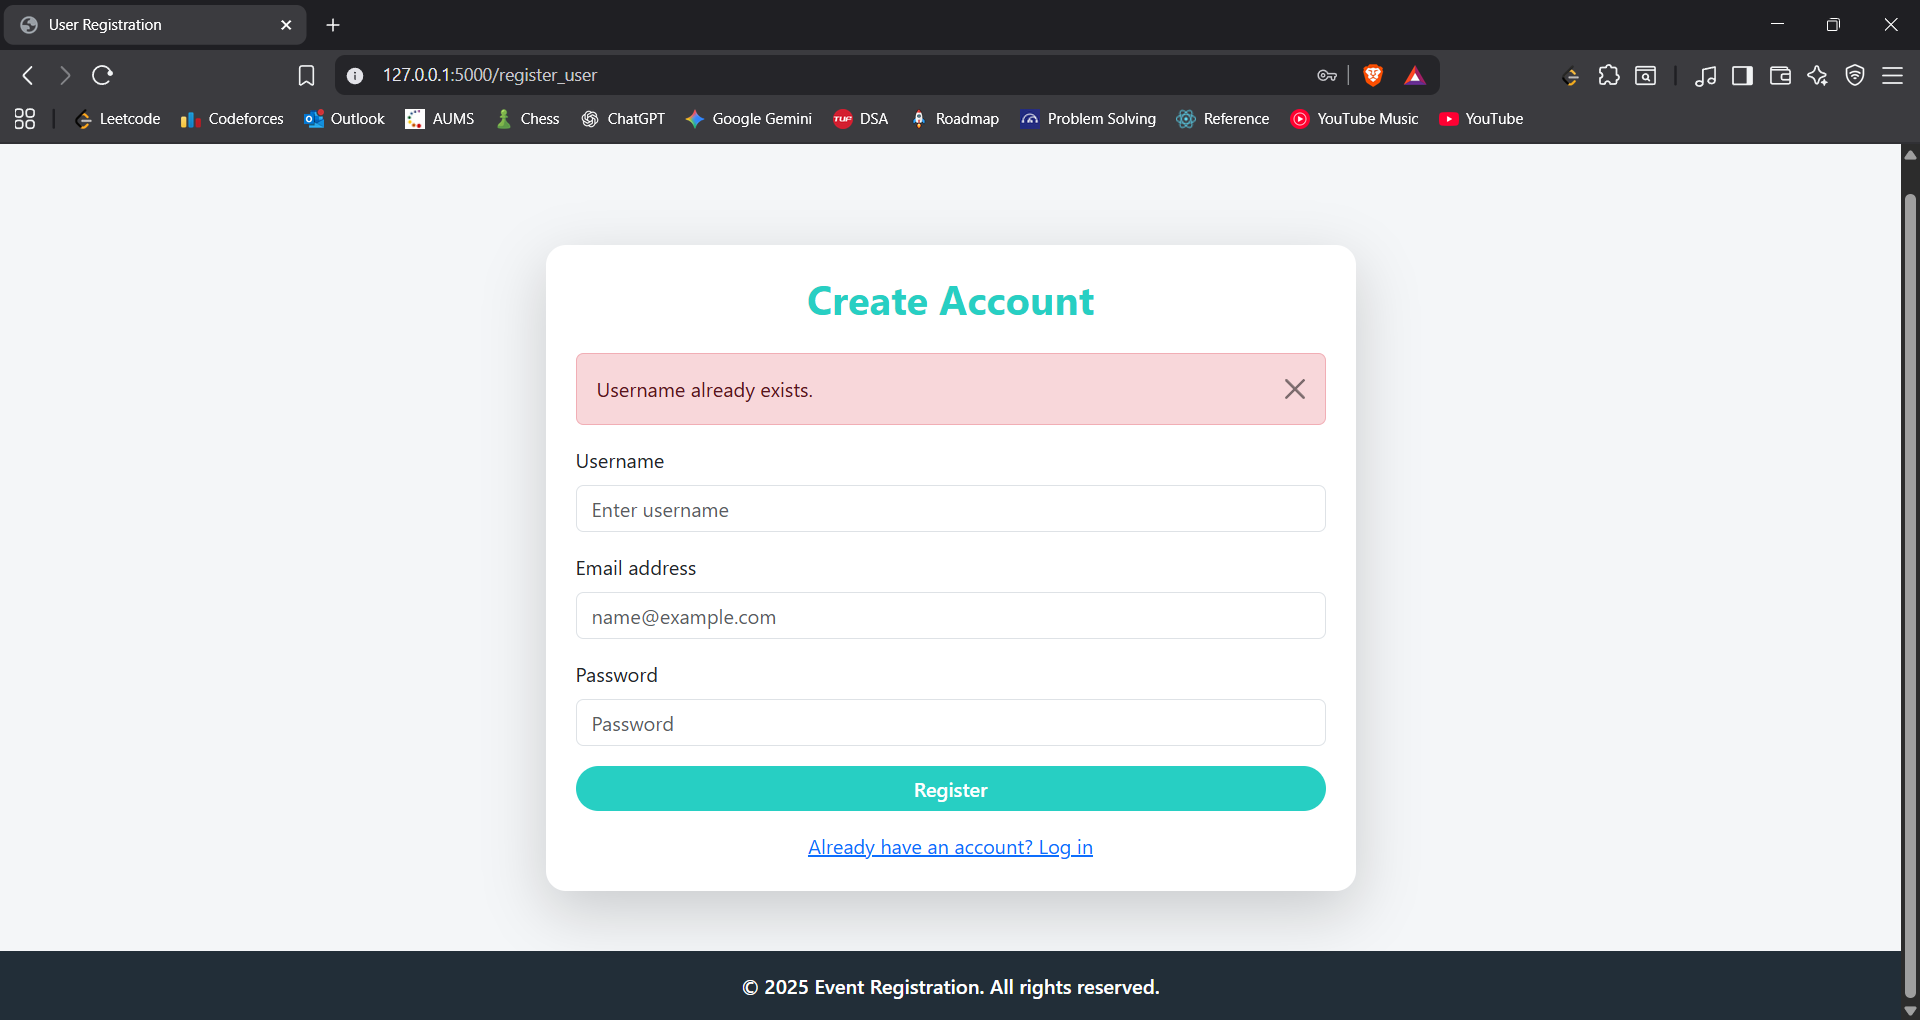 User Registration
127.0.0.1:5000/register_user
Leetcode Codeforces Outlook AUMS Chess ChatGPT Google Gemini TUF DSA Roadmap Problem Solving Reference YouTube Music YouTube
Create Account
Username already exists.
Username
Enter username
Email address
name@example.com
Password
Password
Register
Already have an account? Log in
© 2025 Event Registration. All rights reserved.